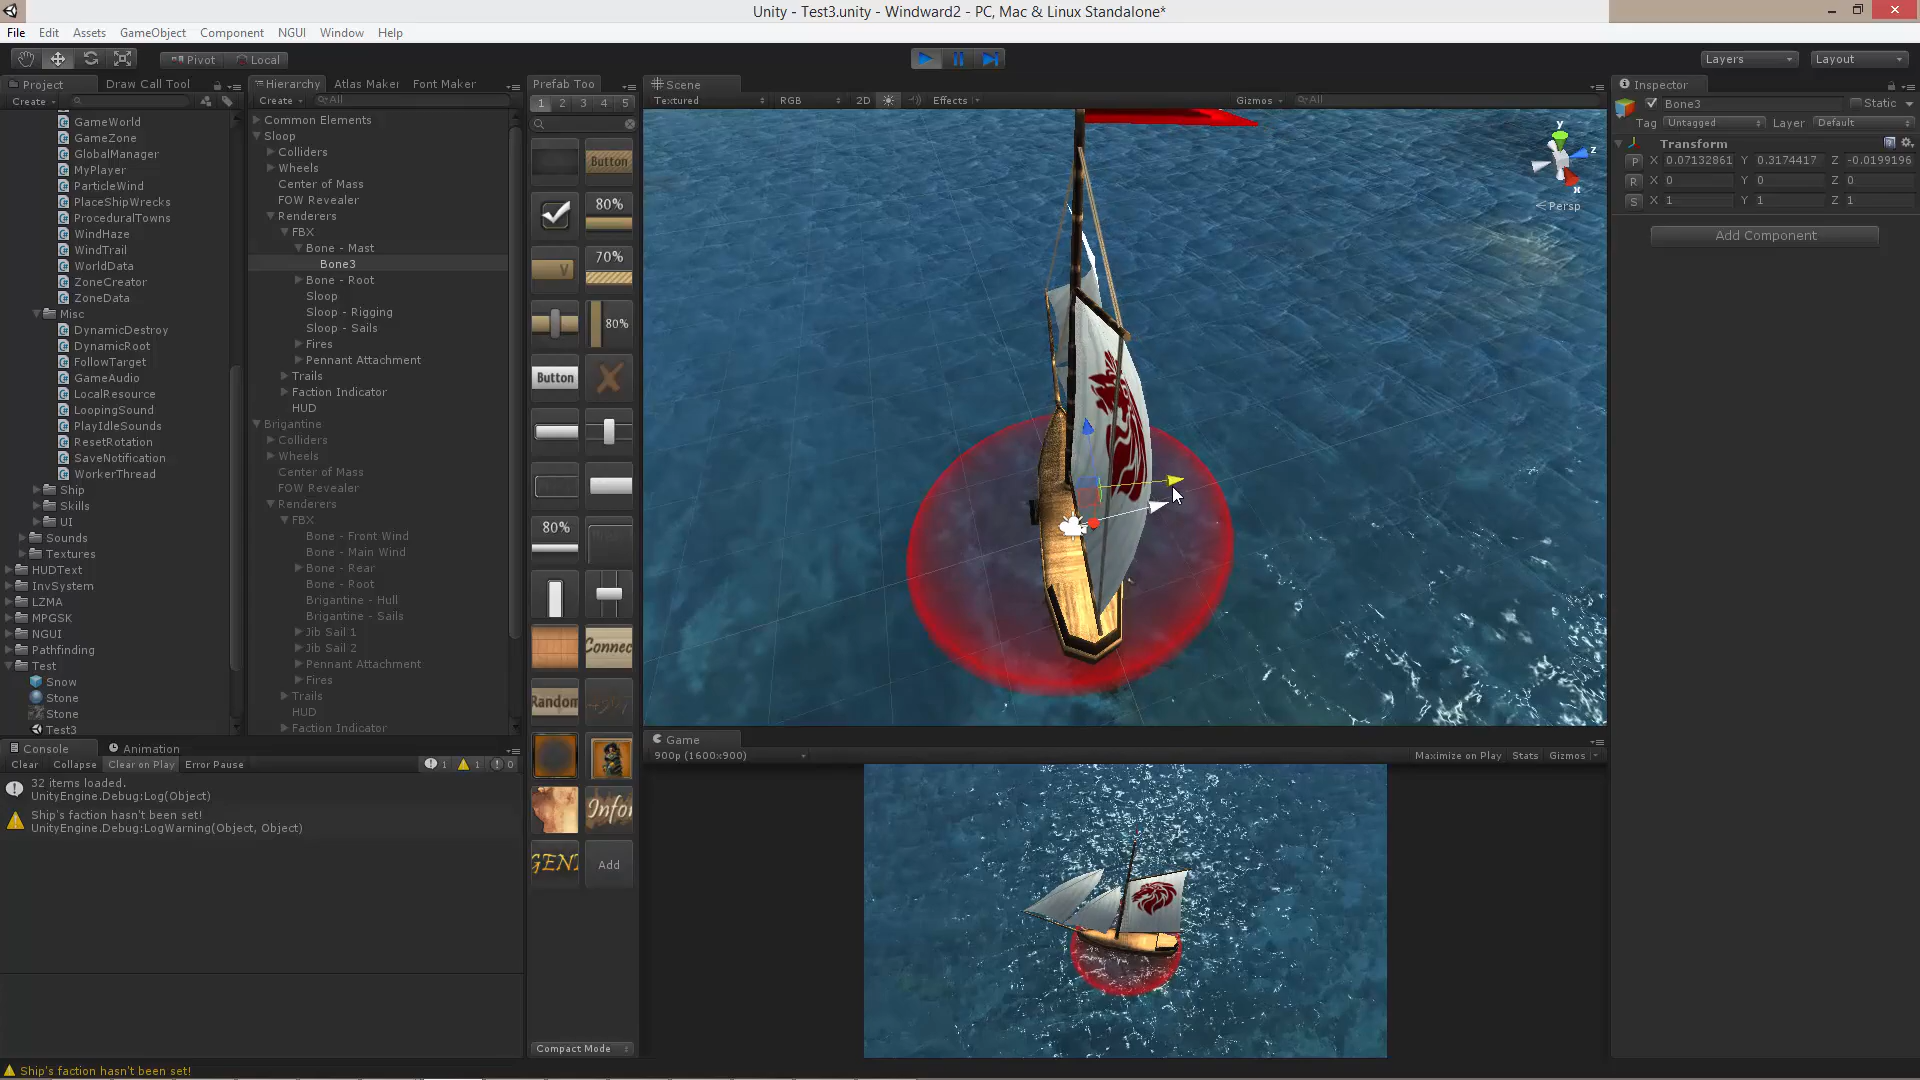 Unity - Test3.unity - Windward2 - PC, Mac & Linux Standalone*
File Edit Assets GameObject Component NGUI Window Help
Pivot Local
Layers Layout
Project Draw Call Tool
Create
GameWorld
GameZone
GlobalManager
MyPlayer
ParticleWind
PlaceShipWrecks
ProceduralTowns
WindHaze
WindTrail
WorldData
ZoneCreator
ZoneData
Misc
DynamicDestroy
DynamicRoot
FollowTarget
GameAudio
LocalResource
LoopingSound
PlayIdleSounds
ResetRotation
SaveNotification
WorkerThread
Ship
Skills
UI
Sounds
Textures
HUDText
InvSystem
LZMA
MPGSK
NGUI
Pathfinding
Test
Snow
Stone
Stone
Test3
Hierarchy Atlas Maker Font Maker
Create All
Common Elements
Sloop
Colliders
Wheels
Center of Mass
FOW Revealer
Renderers
FBX
Bone - Mast
Bone3
Bone - Root
Sloop
Sloop - Rigging
Sloop - Sails
Fires
Pennant Attachment
Trails
Faction Indicator
HUD
Brigantine
Colliders
Wheels
Center of Mass
FOW Revealer
Renderers
FBX
Bone - Front Wind
Bone - Main Wind
Bone - Rear
Bone - Root
Brigantine - Hull
Brigantine - Sails
Jib Sail 1
Jib Sail 2
Pennant Attachment
Fires
Trails
HUD
Faction Indicator
Prefab Too
1 2 3 4 5
Button
80%
V 70%
80%
Button
80%
Connec
Random
Infor
GENI Add
Compact Mode
Scene
Textured RGB 2D Effects Gizmos All
y
z
x
Persp
Game
900p (1600x900) Maximize on Play Stats Gizmos
Inspector
Bone3 Static
Tag Untagged Layer Default
Transform
P X 0.07132861 Y 0.3174417 Z -0.0199196
R X 0 Y 0 Z 0
S X 1 Y 1 Z 1
Add Component
Console Animation
Clear Collapse Clear on Play Error Pause 1 1 0
32 items loaded.
UnityEngine.Debug:Log(Object)
Ship's faction hasn't been set!
UnityEngine.Debug:LogWarning(Object, Object)
Ship's faction hasn't been set!